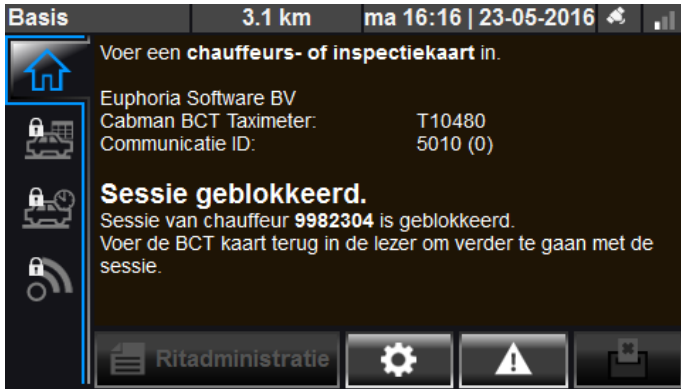 Basis 3.1 km ma 16:16 | 23-05-2016
Voer een chauffeurs- of inspectiekaart in.
Euphoria Software BV
Cabman BCT Taximeter: T10480
Communicatie ID: 5010 (0)
Sessie geblokkeerd.
Sessie van chauffeur 9982304 is geblokkeerd.
Voer de BCT kaart terug in de lezer om verder te gaan met de
sessie.
Ritadministratie